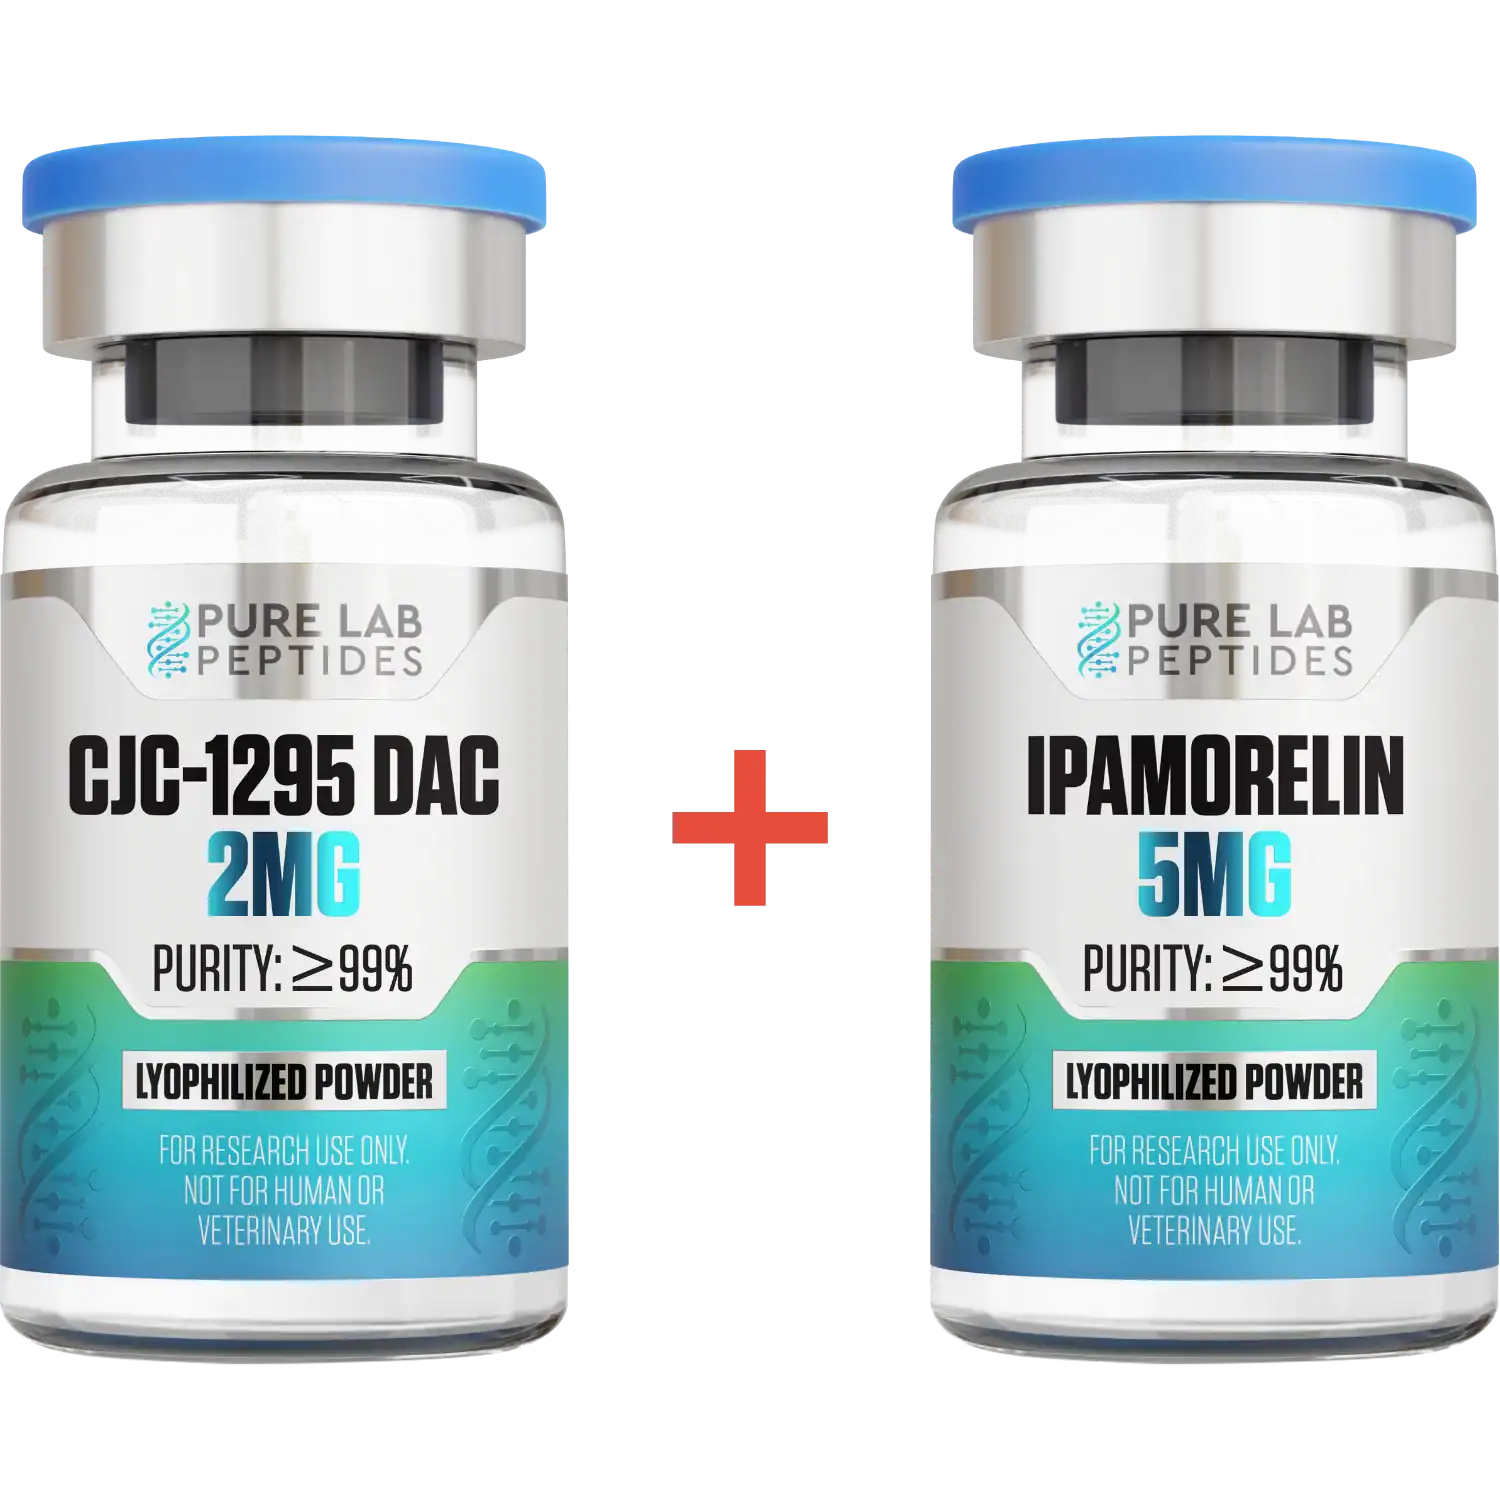 PURE LAB
PEPTIDES
CJC-1295 DAC
2MG
PURITY: ≥99%
LYOPHILIZED POWDER
FOR RESEARCH USE ONLY.
NOT FOR HUMAN OR
VETERINARY USE.
+
PURE LAB
PEPTIDES
IPAMORELIN
5MG
PURITY: ≥99%
LYOPHILIZED POWDER
FOR RESEARCH USE ONLY.
NOT FOR HUMAN OR
VETERINARY USE.